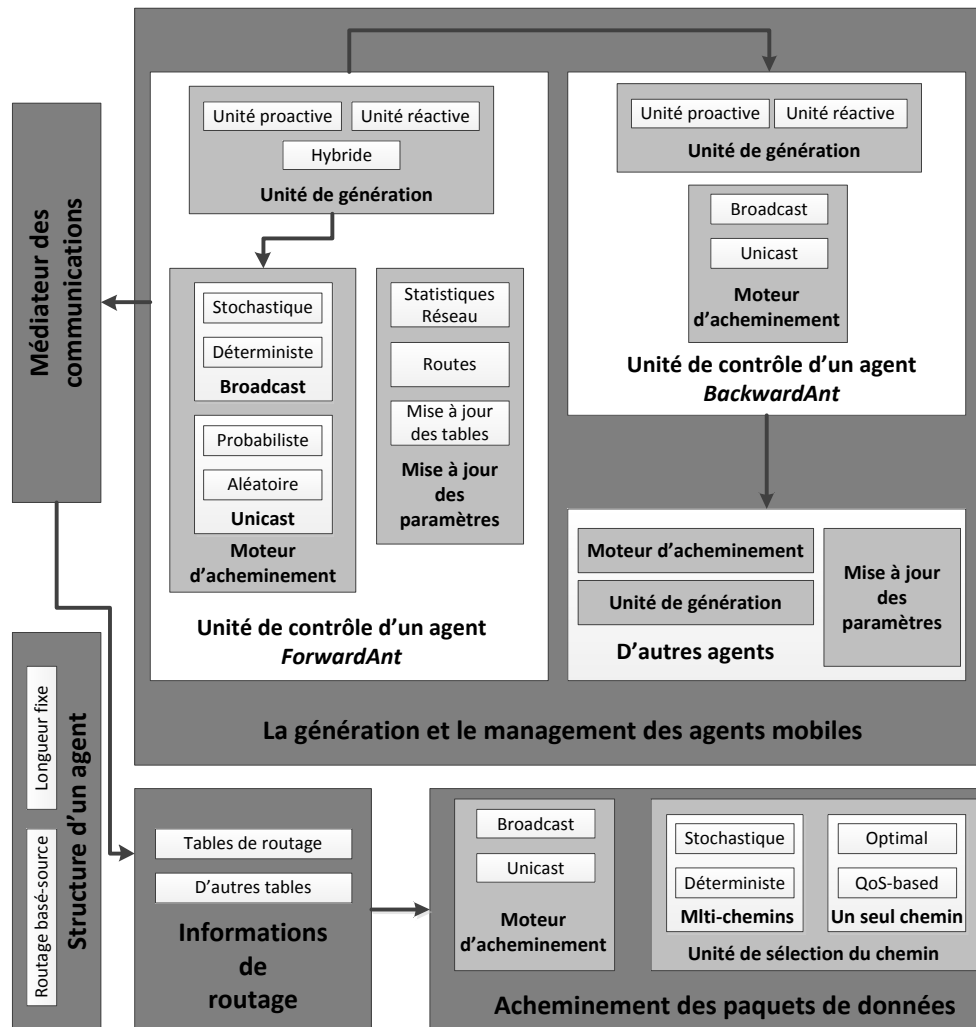 Médiateur des
communications
Unité proactive
Unité réactive
Hybride
Unité de génération
Stochastique
Déterministe
Broadcast
Probabiliste
Aléatoire
Unicast
Moteur
d'acheminement
Statistiques
Réseau
Routes
Mise à jour
des tables
Mise à jour
des
paramètres
Unité de contrôle d'un agent
ForwardAnt
Unité proactive
Unité réactive
Unité de génération
Broadcast
Unicast
Moteur
d'acheminement
Unité de contrôle d'un agent
BackwardAnt
Moteur d'acheminement
Unité de génération
D'autres agents
Mise à jour
des
paramètres
La génération et le management des agents mobiles
Longueur fixe
Routage basé-source
Structure d'un agent
Tables de routage
D'autres tables
Informations
de
routage
Broadcast
Unicast
Moteur
d'acheminement
Stochastique
Déterministe
Mlti-chemins
Optimal
QoS-based
Un seul chemin
Unité de sélection du chemin
Acheminement des paquets de données